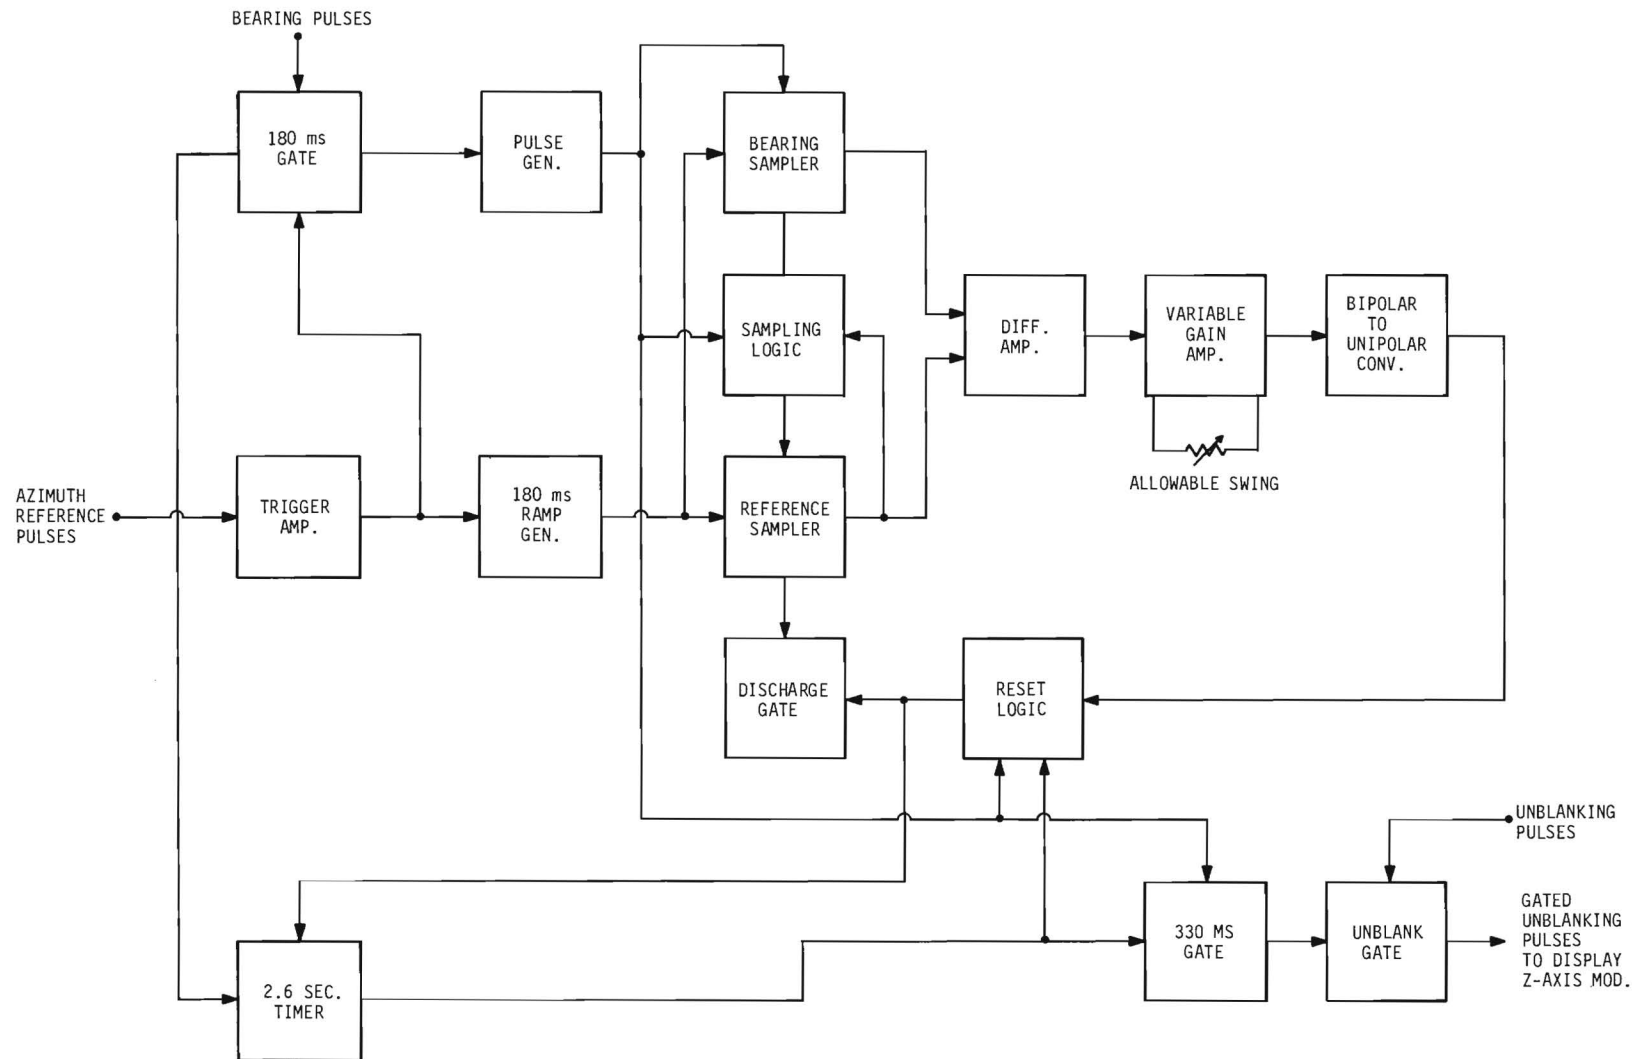 BEARING PULSES
180 ms
GATE
PULSE
GEN.
BEARING
SAMPLER
SAMPLING
LOGIC
DIFF.
AMP.
VARIABLE
GAIN
AMP.
BIPOLAR
TO
UNIPOLAR
CONV.
ALLOWABLE SWING
AZIMUTH
REFERENCE
PULSES
TRIGGER
AMP.
180 ms
RAMP
GEN.
REFERENCE
SAMPLER
DISCHARGE
GATE
RESET
LOGIC
UNBLANKING
PULSES
2.6 SEC.
TIMER
330 MS
GATE
UNBLANK
GATE
GATED
UNBLANKING
PULSES
TO DISPLAY
Z-AXIS MOD.